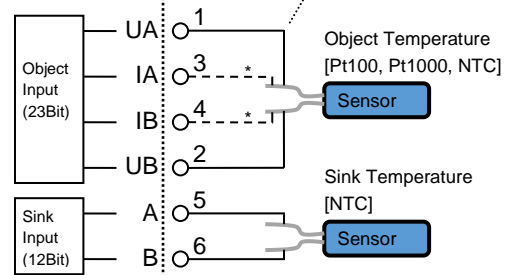 UA 1
Object Temperature
[Pt100, Pt1000, NTC]
Object
Input
(23Bit)
IA 3 *
Sensor
IB 4 *
UB 2
Sink Temperature
[NTC]
Sink
Input
(12Bit)
A 5
Sensor
B 6